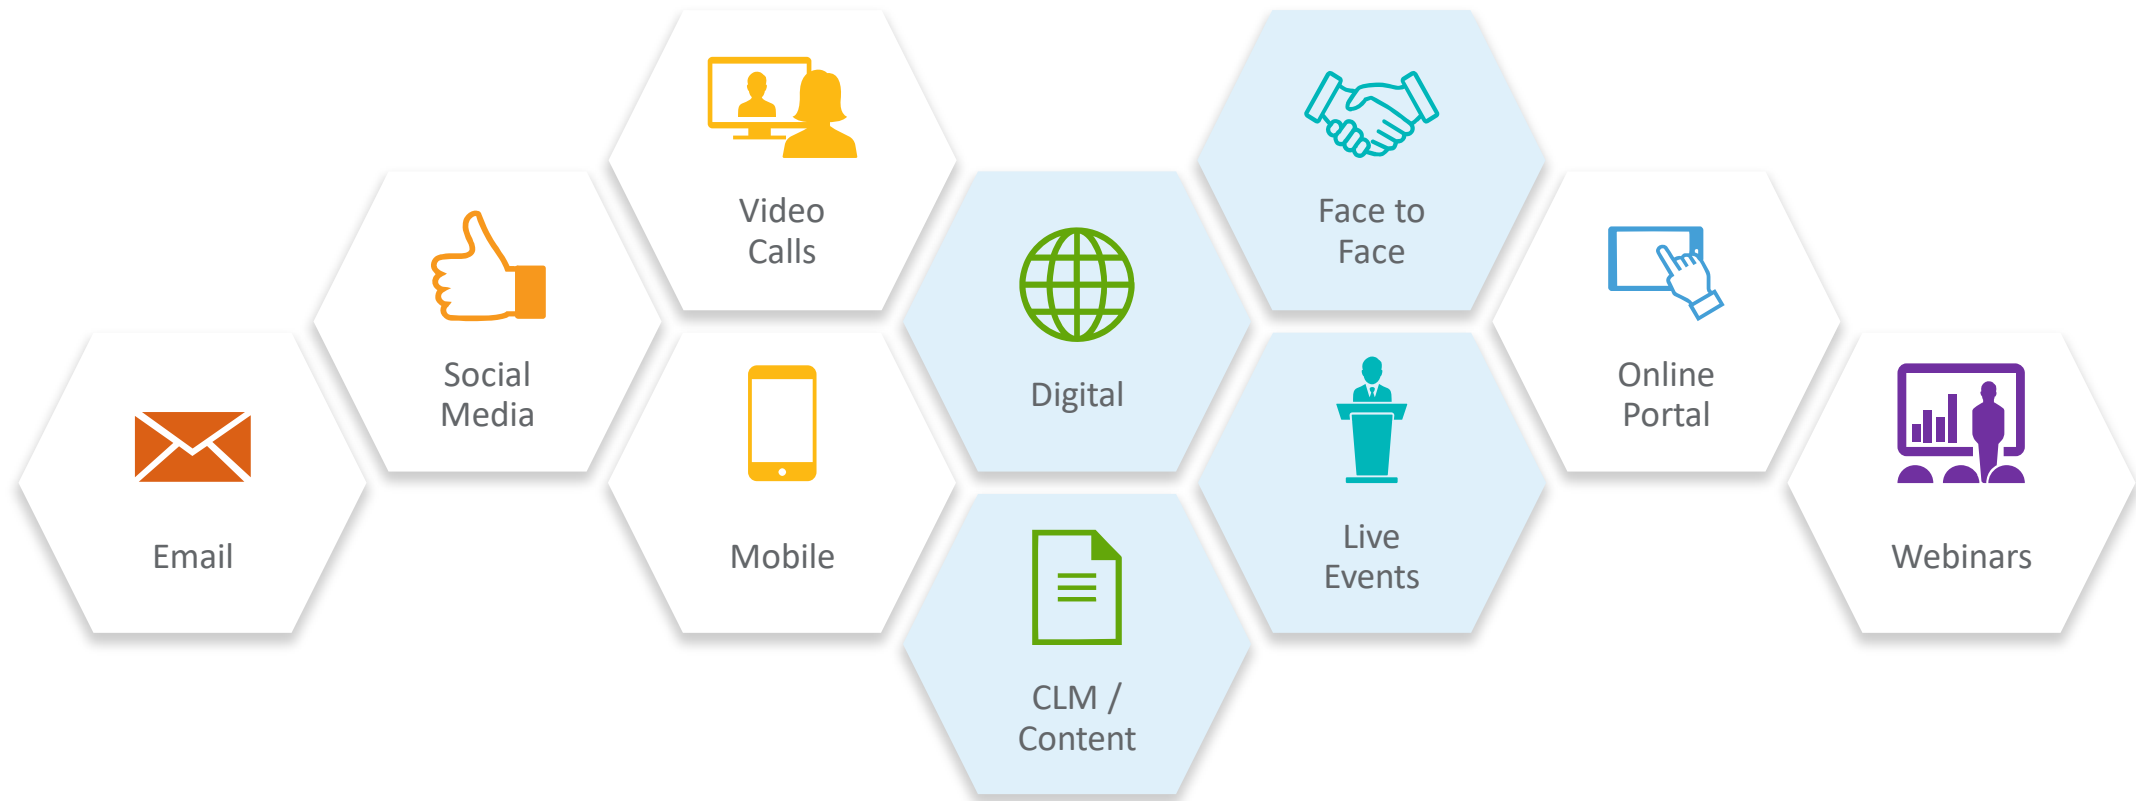 Email
Social
Media
Video
Calls
Mobile
Digital
CLM /
Content
Face to
Face
Live
Events
Online
Portal
Webinars